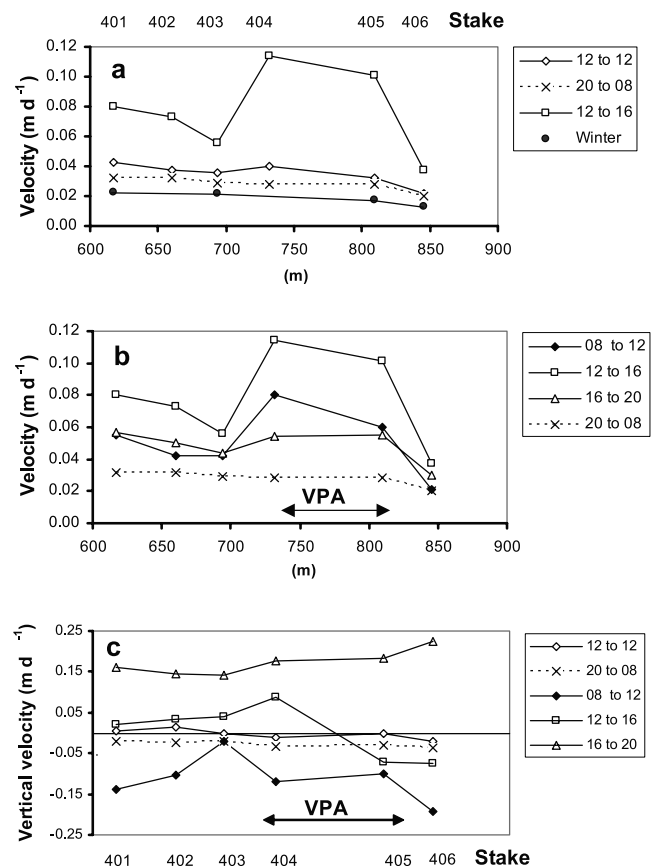 401 402 403 404 405 406 Stake
a
Velocity (m d⁻¹)
0.12
0.10
0.08
0.06
0.04
0.02
0.00
600 650 700 750 800 850 900
(m)
12 to 12
20 to 08
12 to 16
Winter
b
Velocity (m d⁻¹)
0.12
0.10
0.08
0.06
0.04
0.02
0.00
VPA
600 650 700 750 800 850 900
(m)
08 to 12
12 to 16
16 to 20
20 to 08
c
Vertical velocity (m d⁻¹)
0.25
0.15
0.05
-0.05
-0.15
-0.25
VPA
401 402 403 404 405 406 Stake
12 to 12
20 to 08
08 to 12
12 to 16
16 to 20